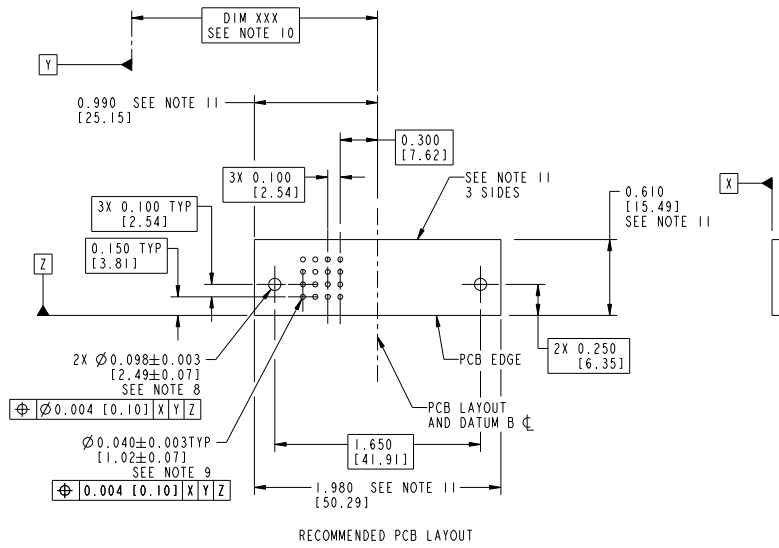 DIM XXX
SEE NOTE 10
Y
0.990 SEE NOTE 11
[25.15]
0.300
[7.62]
3X 0.100
[2.54]
SEE NOTE 11
3 SIDES
X
0.610
[15.49]
SEE NOTE 11
3X 0.100 TYP
[2.54]
0.150 TYP
[3.81]
Z
2X Ø0.098±0.003
[2.49±0.07]
SEE NOTE 8
⌖ Ø0.004 [0.10] X Y Z
PCB EDGE
2X 0.250
[6.35]
PCB LAYOUT
AND DATUM B ℄
Ø0.040±0.003TYP
[1.02±0.07]
SEE NOTE 9
⌖ 0.004 [0.10] X Y Z
1.650
[41.91]
1.980 SEE NOTE 11
[50.29]
RECOMMENDED PCB LAYOUT